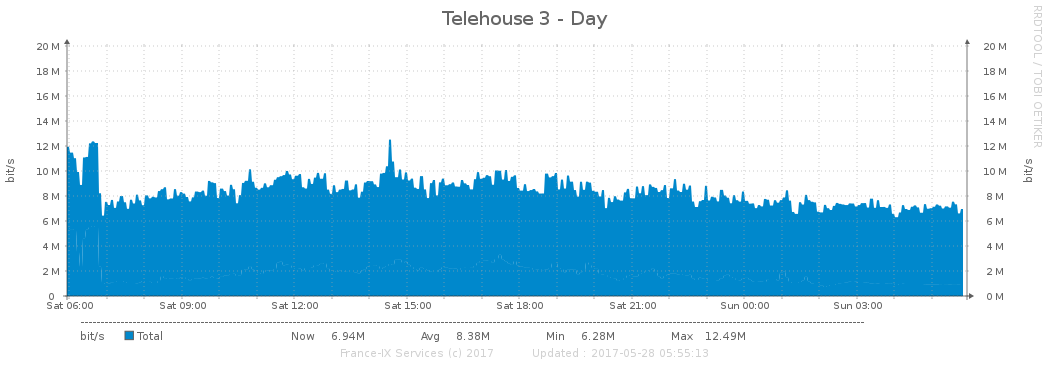 Telehouse 3 - Day
RRDTOOL / TOBI OETIKER
bit/s
bit/s
20 M 20 M
18 M 18 M
16 M 16 M
14 M 14 M
12 M 12 M
10 M 10 M
8 M 8 M
6 M 6 M
4 M 4 M
2 M 2 M
0 0 M
Sat 06:00 Sat 09:00 Sat 12:00 Sat 15:00 Sat 18:00 Sat 21:00 Sun 00:00 Sun 03:00
bit/s Total Now 6.94M Avg 8.38M Min 6.28M Max 12.49M
France-IX Services (c) 2017 Updated : 2017-05-28 05:55:13